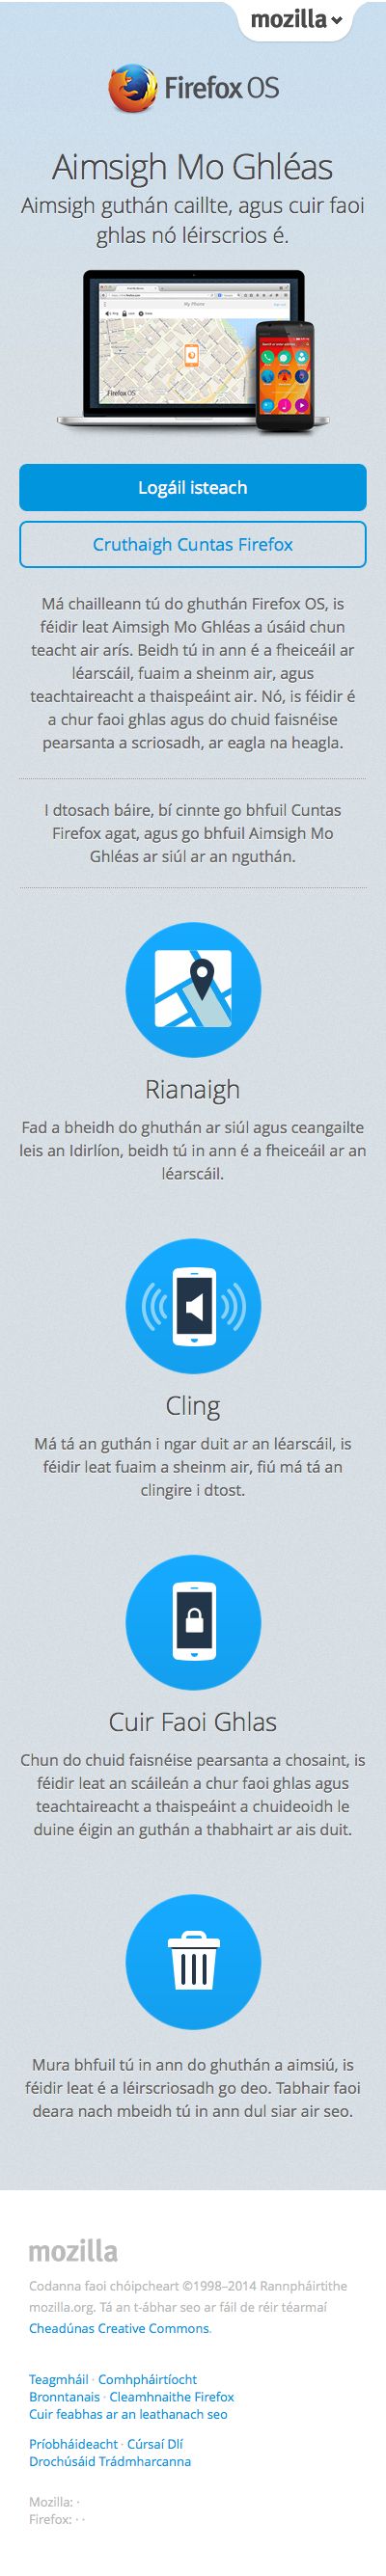 mozilla
Firefox OS
Aimsigh Mo Ghléas
Aimsigh guthán caillte, agus cuir faoi
ghlas nó léirscrios é.
My Phone
Firefox OS
Logáil isteach
Cruthaigh Cuntas Firefox
Má chailleann tú do ghuthán Firefox OS, is
féidir leat Aimsigh Mo Ghléas a úsáid chun
teacht air arís. Beidh tú in ann é a fheiceáil ar
léarscáil, fuaim a sheinm air, agus
teachtaireacht a thaispeáint air. Nó, is féidir é
a chur faoi ghlas agus do chuid faisnéise
pearsanta a scriosadh, ar eagla na heagla.
I dtosach báire, bí cinnte go bhfuil Cuntas
Firefox agat, agus go bhfuil Aimsigh Mo
Ghléas ar siúl ar an nguthán.
Rianaigh
Fad a bheidh do ghuthán ar siúl agus ceangailte
leis an Idirlíon, beidh tú in ann é a fheiceáil ar an
léarscáil.
Cling
Má tá an guthán i ngar duit ar an léarscáil, is
féidir leat fuaim a sheinm air, fiú má tá an
clingire i dtost.
Cuir Faoi Ghlas
Chun do chuid faisnéise pearsanta a chosaint, is
féidir leat an scáileán a chur faoi ghlas agus
teachtaireacht a thaispeáint a chuideoidh le
duine éigin an guthán a thabhairt ar ais duit.
Mura bhfuil tú in ann do ghuthán a aimsiú, is
féidir leat é a léirscriosadh go deo. Tabhair faoi
deara nach mbeidh tú in ann dul siar air seo.
mozilla
Codanna faoi chóipcheart ©1998–2014 Rannpháirtithe
mozilla.org. Tá an t-ábhar seo ar fáil de réir téarmaí
Cheadúnas Creative Commons.
Teagmháil · Comhpháirtíocht
Bronntanais · Cleamhnaithe Firefox
Cuir feabhas ar an leathanach seo
Príobháideacht · Cúrsaí Dlí
Drochúsáid Trádmharcanna
Mozilla: ·
Firefox: · ·